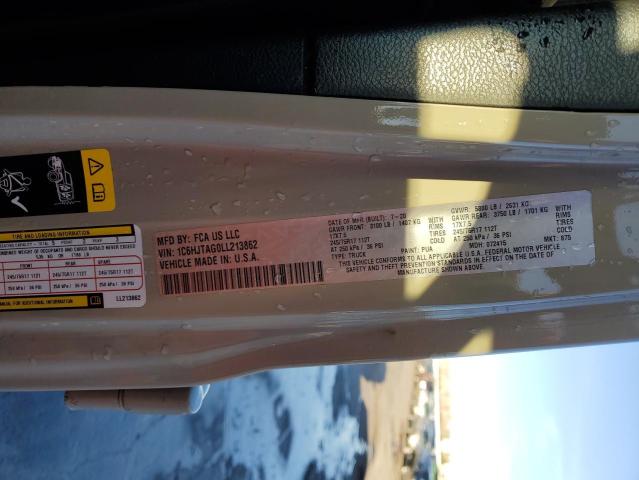 MFD BY: FCA US LLC
VIN: 1C6HJTAG0LL213862
VEHICLE MADE IN: U.S.A.
DATE OF MFR (BUILT): 7-20
GVWR: 5800 LB / 2631 KG
GAWR FRONT: 3100 LB / 1407 KG
GAWR REAR: 3750 LB / 1701 KG
WITH RIMS
17X7.5
TIRES
245/75R17 112T
COLD
AT 250 kPa / 36 PSI
WITH RIMS
17X7.5
TIRES
245/75R17 112T
COLD
AT 250 kPa / 36 PSI
TYPE: TRUCK
PAINT: PUA
MDH: 072415
MKT: 875
THIS VEHICLE CONFORMS TO ALL APPLICABLE U.S.A. FEDERAL MOTOR VEHICLE
SAFETY AND THEFT PREVENTION STANDARDS IN EFFECT ON THE DATE OF
MANUFACTURE SHOWN ABOVE.
FRONT
REAR
SPARE
245/75R17 112T 245/75R17 112T 245/75R17 112T
250 kPa / 36 PSI 250 kPa / 36 PSI 250 kPa / 36 PSI
MANUAL FOR ADDITIONAL INFORMATION
LL213862